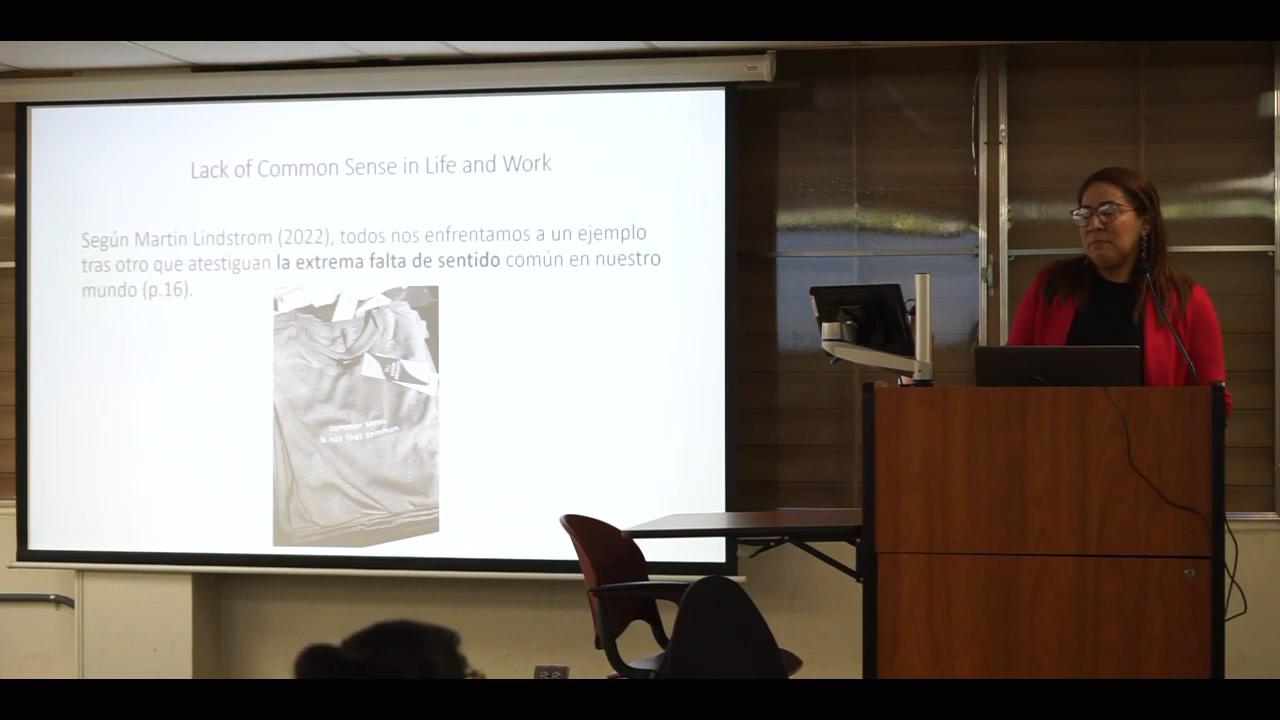 Lack of Common Sense in Life and Work
Según Martin Lindstrom (2022), todos nos enfrentamos a un ejemplo
tras otro que atestiguan la extrema falta de sentido común en nuestro
mundo (p.16).
common sense
is not that common